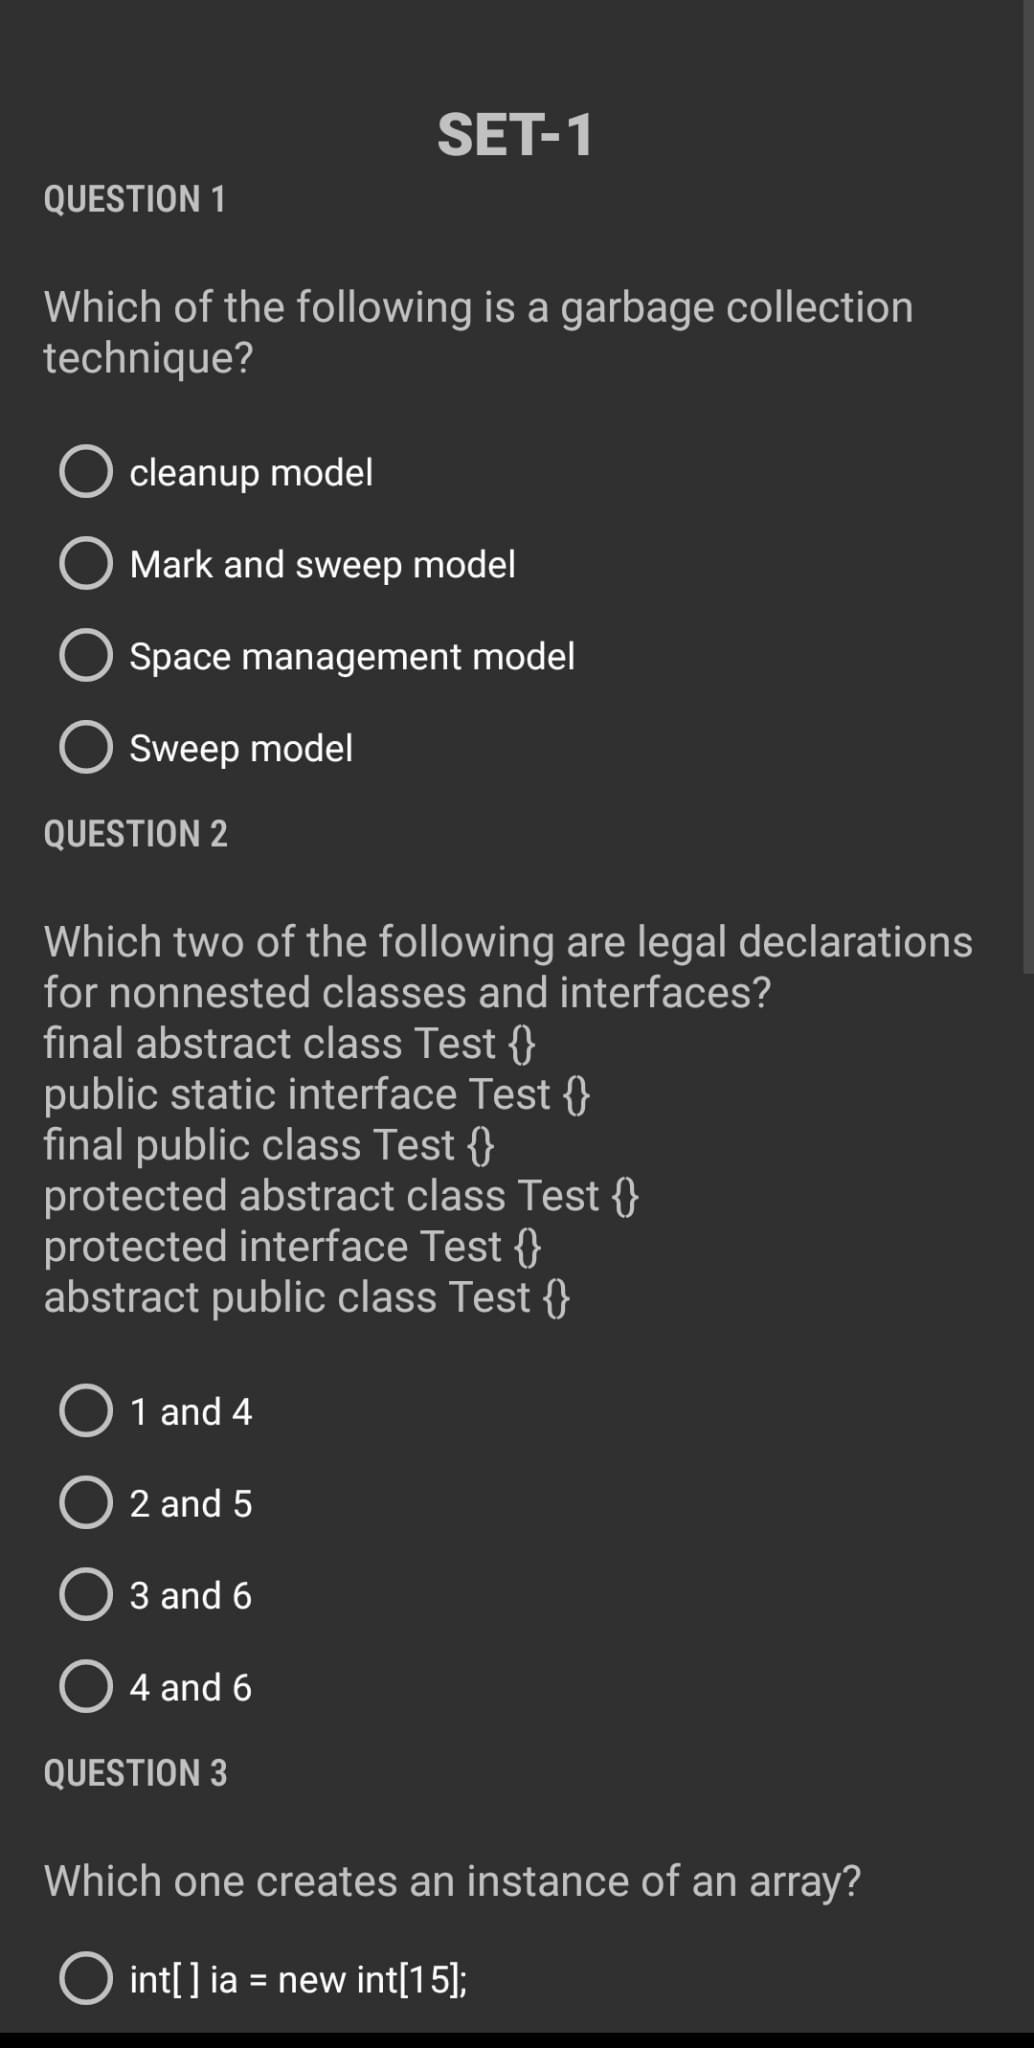 SET-1
QUESTION 1
Which of the following is a garbage collection
technique?
cleanup model
Mark and sweep model
Space management model
Sweep model
QUESTION 2
Which two of the following are legal declarations
for nonnested classes and interfaces?
final abstract class Test {}
public static interface Test {}
final public class Test {}
protected abstract class Test {}
protected interface Test {}
abstract public class Test {}
1 and 4
2 and 5
3 and 6
4 and 6
QUESTION 3
Which one creates an instance of an array?
int[ ] ia = new int[15];